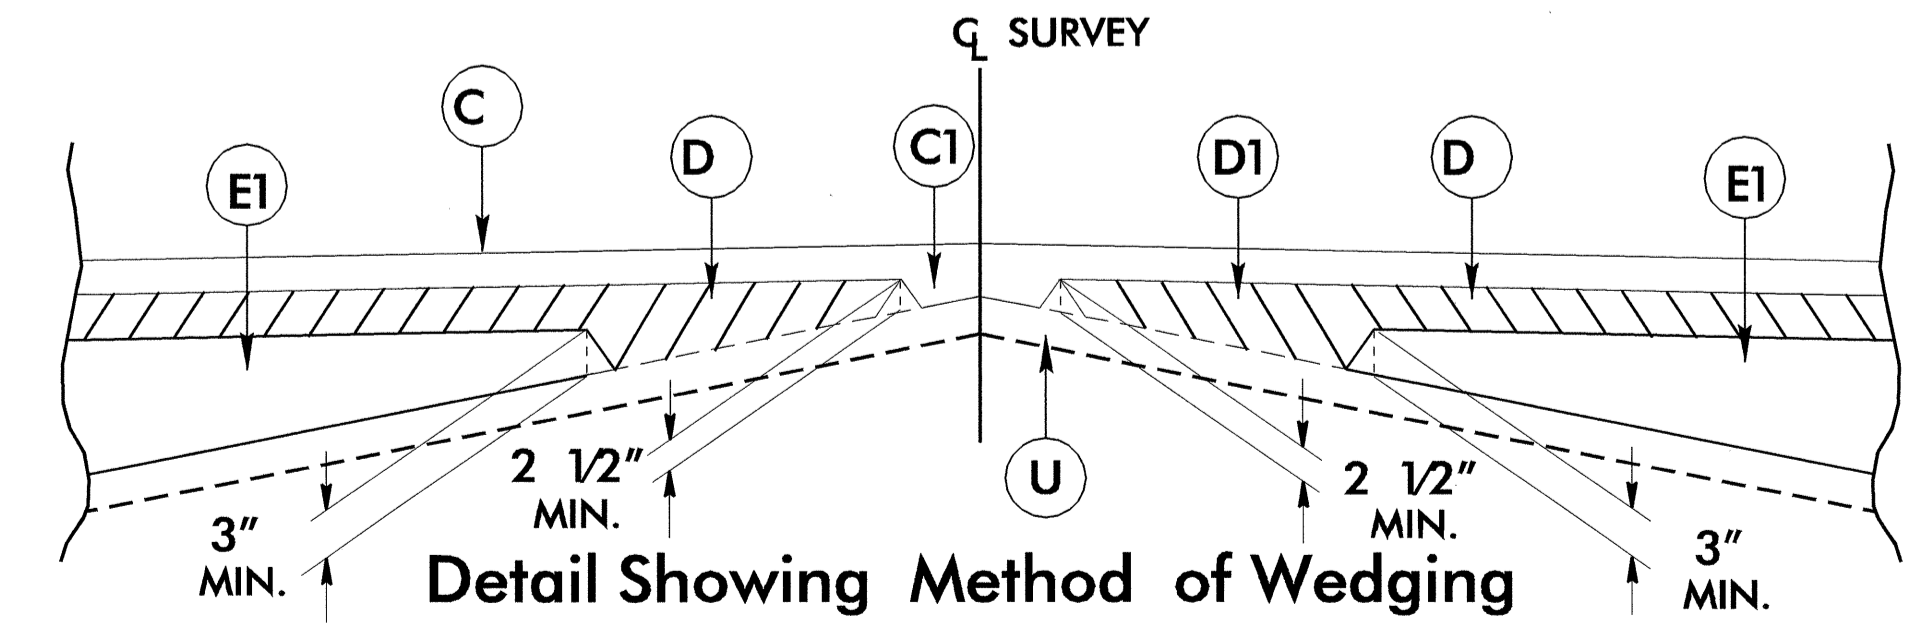 ℄ SURVEY
C
D
C1
D1
D
E1
E1
2 1/2"
MIN.
U
2 1/2"
MIN.
3"
MIN.
3"
MIN.
Detail Showing Method of Wedging